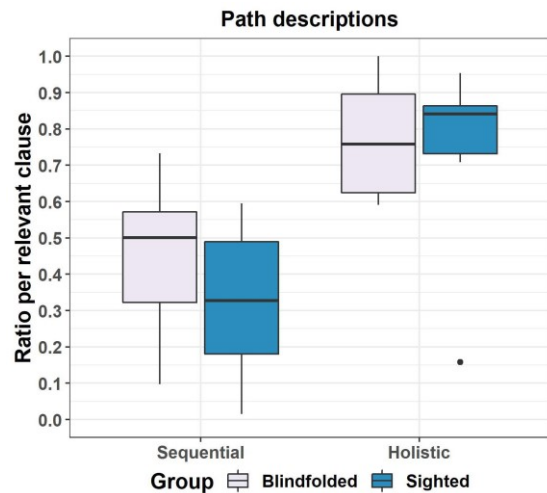 Path descriptions
Ratio per relevant clause
1.0
0.9
0.8
0.7
0.6
0.5
0.4
0.3
0.2
0.1
0.0
Sequential Holistic
Group Blindfolded Sighted